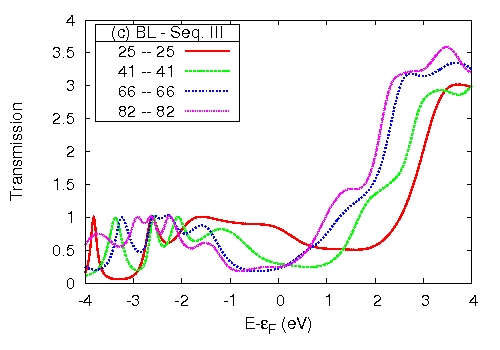 4
3.5
3
2.5
2
1.5
1
0.5
0
Transmission
(c) BL - Seq. III
25 -- 25
41 -- 41
66 -- 66
82 -- 82
-4 -3 -2 -1 0 1 2 3 4
E-εF (eV)